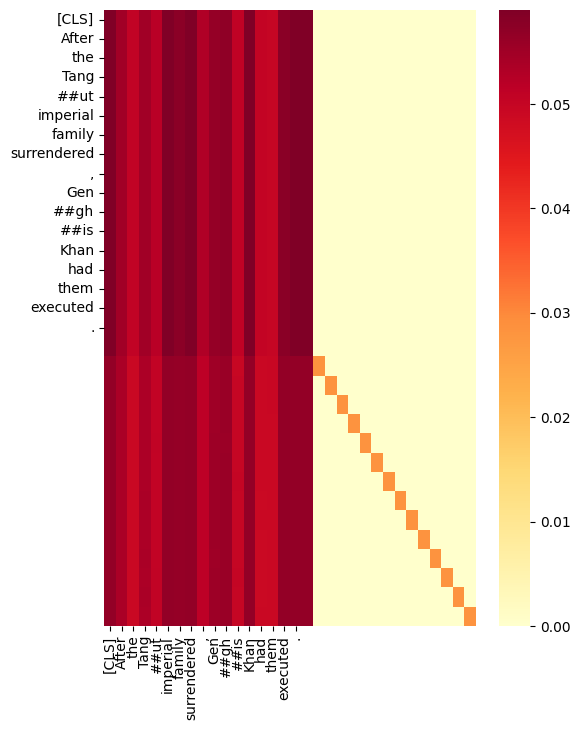 [CLS]
After
the
Tang
##ut
imperial
family
surrendered
,
Gen
##gh
##is
Khan
had
them
executed
.
0.05
0.04
0.03
0.02
0.01
0.00
[CLS]
After
the
Tang
##ut
imperial
family
surrendered
,
Gen
##gh
##is
Khan
had
them
executed
.